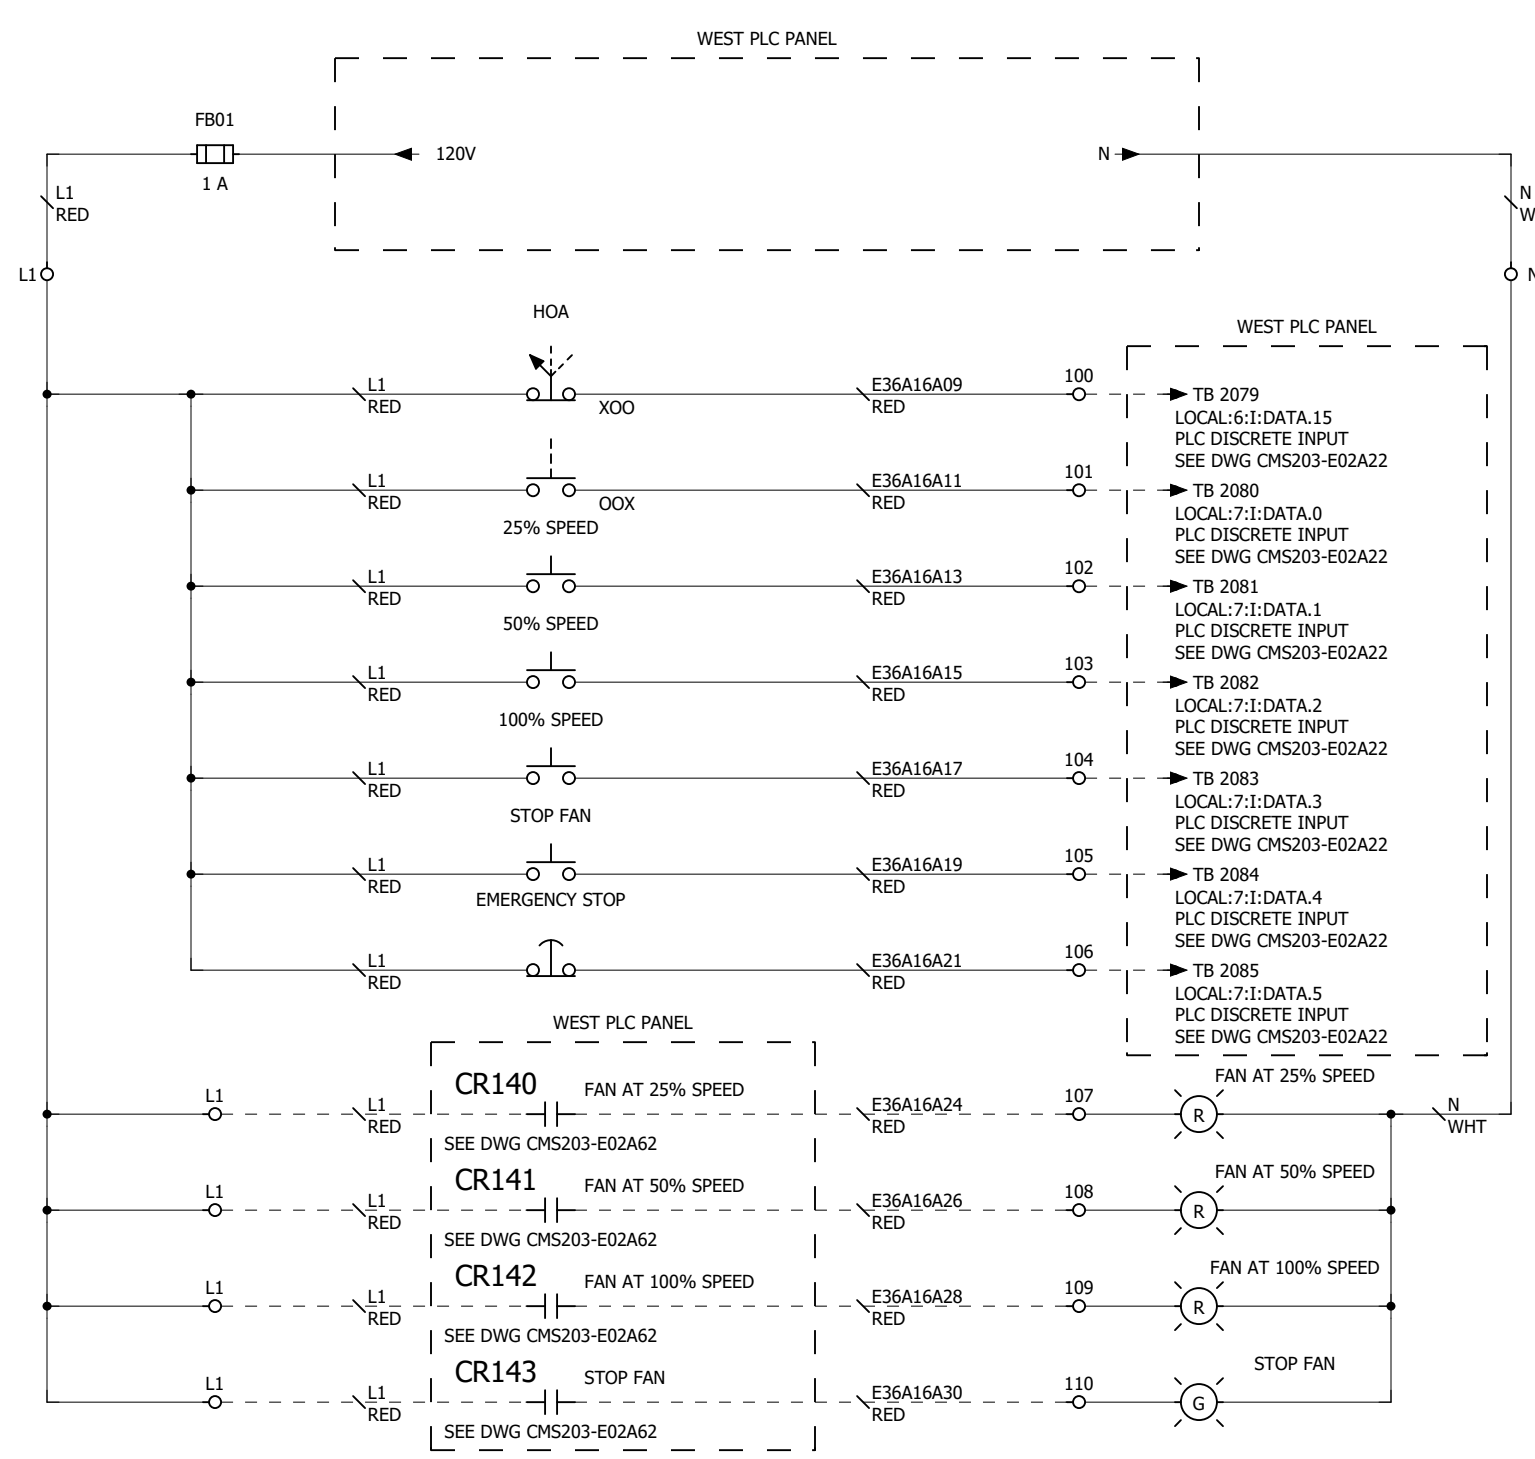 WEST PLC PANEL
FB01
120V
N
1 A
L1
RED
N
L1
HOA
WEST PLC PANEL
L1
RED
XOO
E36A16A09
RED
100
TB 2079
LOCAL:6:I:DATA.15
PLC DISCRETE INPUT
SEE DWG CMS203-E02A22
L1
RED
OOX
E36A16A11
RED
101
TB 2080
LOCAL:7:I:DATA.0
PLC DISCRETE INPUT
SEE DWG CMS203-E02A22
25% SPEED
L1
RED
E36A16A13
RED
102
TB 2081
LOCAL:7:I:DATA.1
PLC DISCRETE INPUT
SEE DWG CMS203-E02A22
50% SPEED
L1
RED
E36A16A15
RED
103
TB 2082
LOCAL:7:I:DATA.2
PLC DISCRETE INPUT
SEE DWG CMS203-E02A22
100% SPEED
L1
RED
E36A16A17
RED
104
TB 2083
LOCAL:7:I:DATA.3
PLC DISCRETE INPUT
SEE DWG CMS203-E02A22
STOP FAN
L1
RED
E36A16A19
RED
105
TB 2084
LOCAL:7:I:DATA.4
PLC DISCRETE INPUT
SEE DWG CMS203-E02A22
EMERGENCY STOP
L1
RED
E36A16A21
RED
106
TB 2085
LOCAL:7:I:DATA.5
PLC DISCRETE INPUT
SEE DWG CMS203-E02A22
WEST PLC PANEL
L1
L1
RED
CR140
FAN AT 25% SPEED
SEE DWG CMS203-E02A62
E36A16A24
RED
107
FAN AT 25% SPEED
R
N
WHT
L1
L1
RED
CR141
FAN AT 50% SPEED
SEE DWG CMS203-E02A62
E36A16A26
RED
108
FAN AT 50% SPEED
R
L1
L1
RED
CR142
FAN AT 100% SPEED
SEE DWG CMS203-E02A62
E36A16A28
RED
109
FAN AT 100% SPEED
R
L1
L1
RED
CR143
STOP FAN
SEE DWG CMS203-E02A62
E36A16A30
RED
110
STOP FAN
G